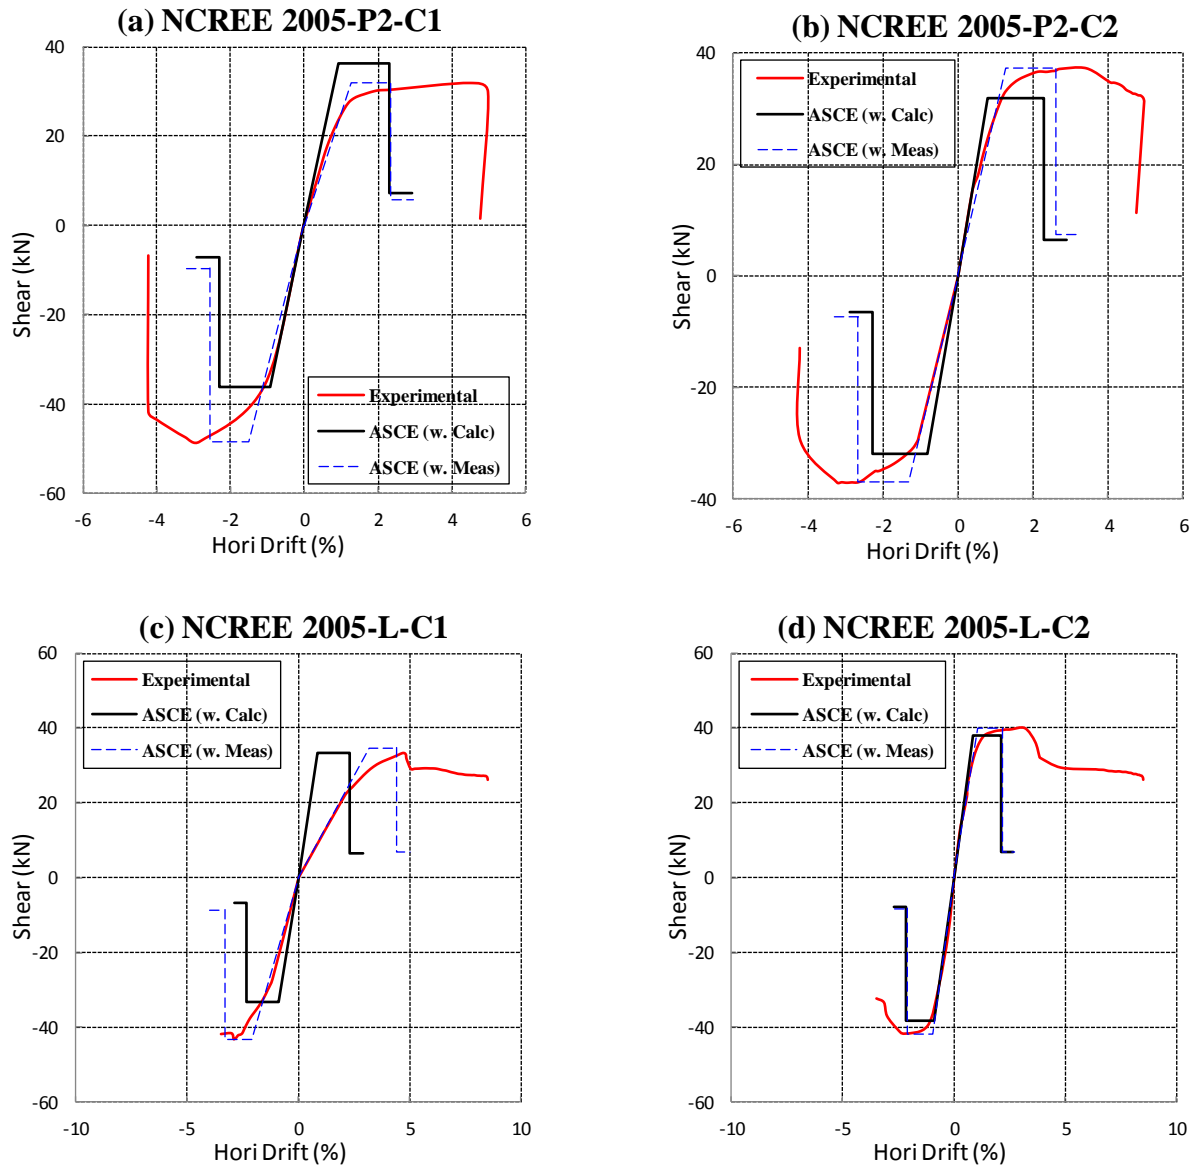 (a) NCREE 2005-P2-C1
40
20
0
-20
-40
-60
-6
-4
-2
0
2
4
6
Shear (kN)
Hori Drift (%)
Experimental
ASCE (w. Calc)
ASCE (w. Meas)
(b) NCREE 2005-P2-C2
40
20
0
-20
-40
-6
-4
-2
0
2
4
6
Shear (kN)
Hori Drift (%)
Experimental
ASCE (w. Calc)
ASCE (w. Meas)
(c) NCREE 2005-L-C1
60
40
20
0
-20
-40
-60
-10
-5
0
5
10
Shear (kN)
Hori Drift (%)
Experimental
ASCE (w. Calc)
ASCE (w. Meas)
(d) NCREE 2005-L-C2
60
40
20
0
-20
-40
-60
-10
-5
0
5
10
Shear (kN)
Hori Drift (%)
Experimental
ASCE (w. Calc)
ASCE (w. Meas)